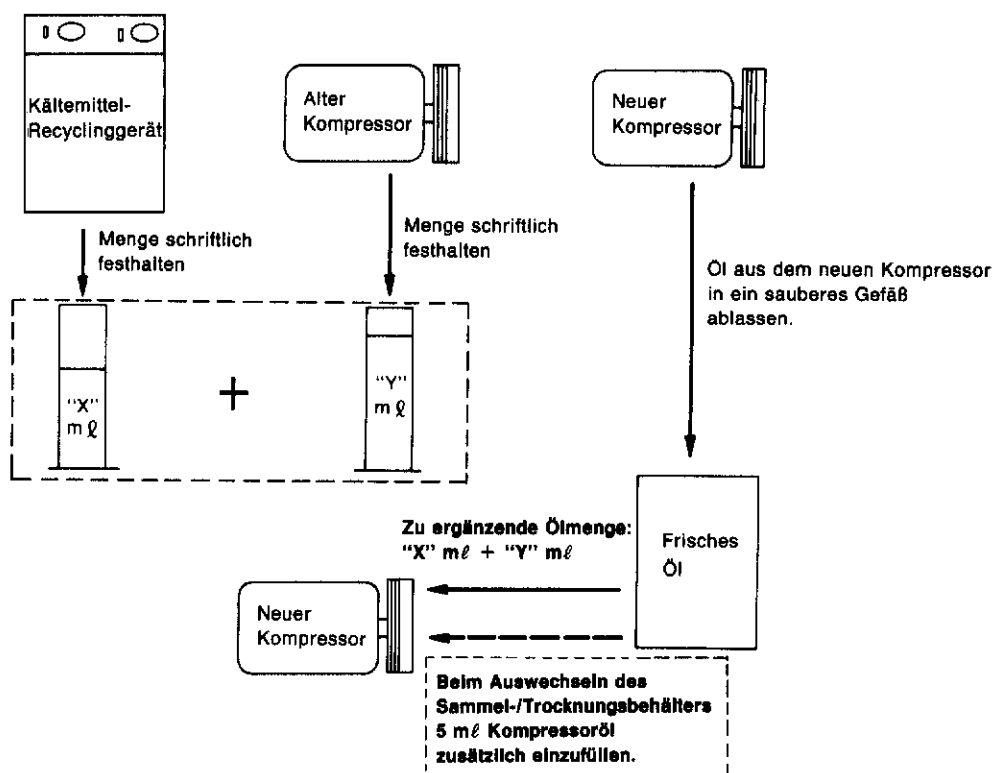 Kältemittel-
Recyclinggerät
Alter
Kompressor
Neuer
Kompressor
Menge schriftlich
festhalten
Menge schriftlich
festhalten
Öl aus dem neuen Kompressor
in ein sauberes Gefäß
ablassen.
“X”
mℓ
+
“Y”
mℓ
Zu ergänzende Ölmenge:
“X” mℓ + “Y” mℓ
Frisches
Öl
Neuer
Kompressor
Beim Auswechseln des
Sammel-/Trocknungsbehälters
5 mℓ Kompressoröl
zusätzlich einzufüllen.